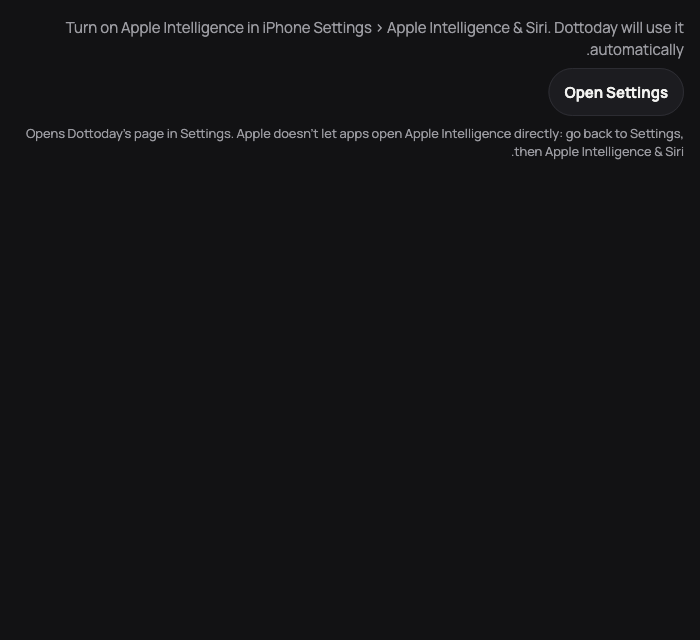 Turn on Apple Intelligence in iPhone Settings > Apple Intelligence & Siri. Dottoday will use it
.automatically
Open Settings
Opens Dottoday's page in Settings. Apple doesn't let apps open Apple Intelligence directly: go back to Settings,
.then Apple Intelligence & Siri